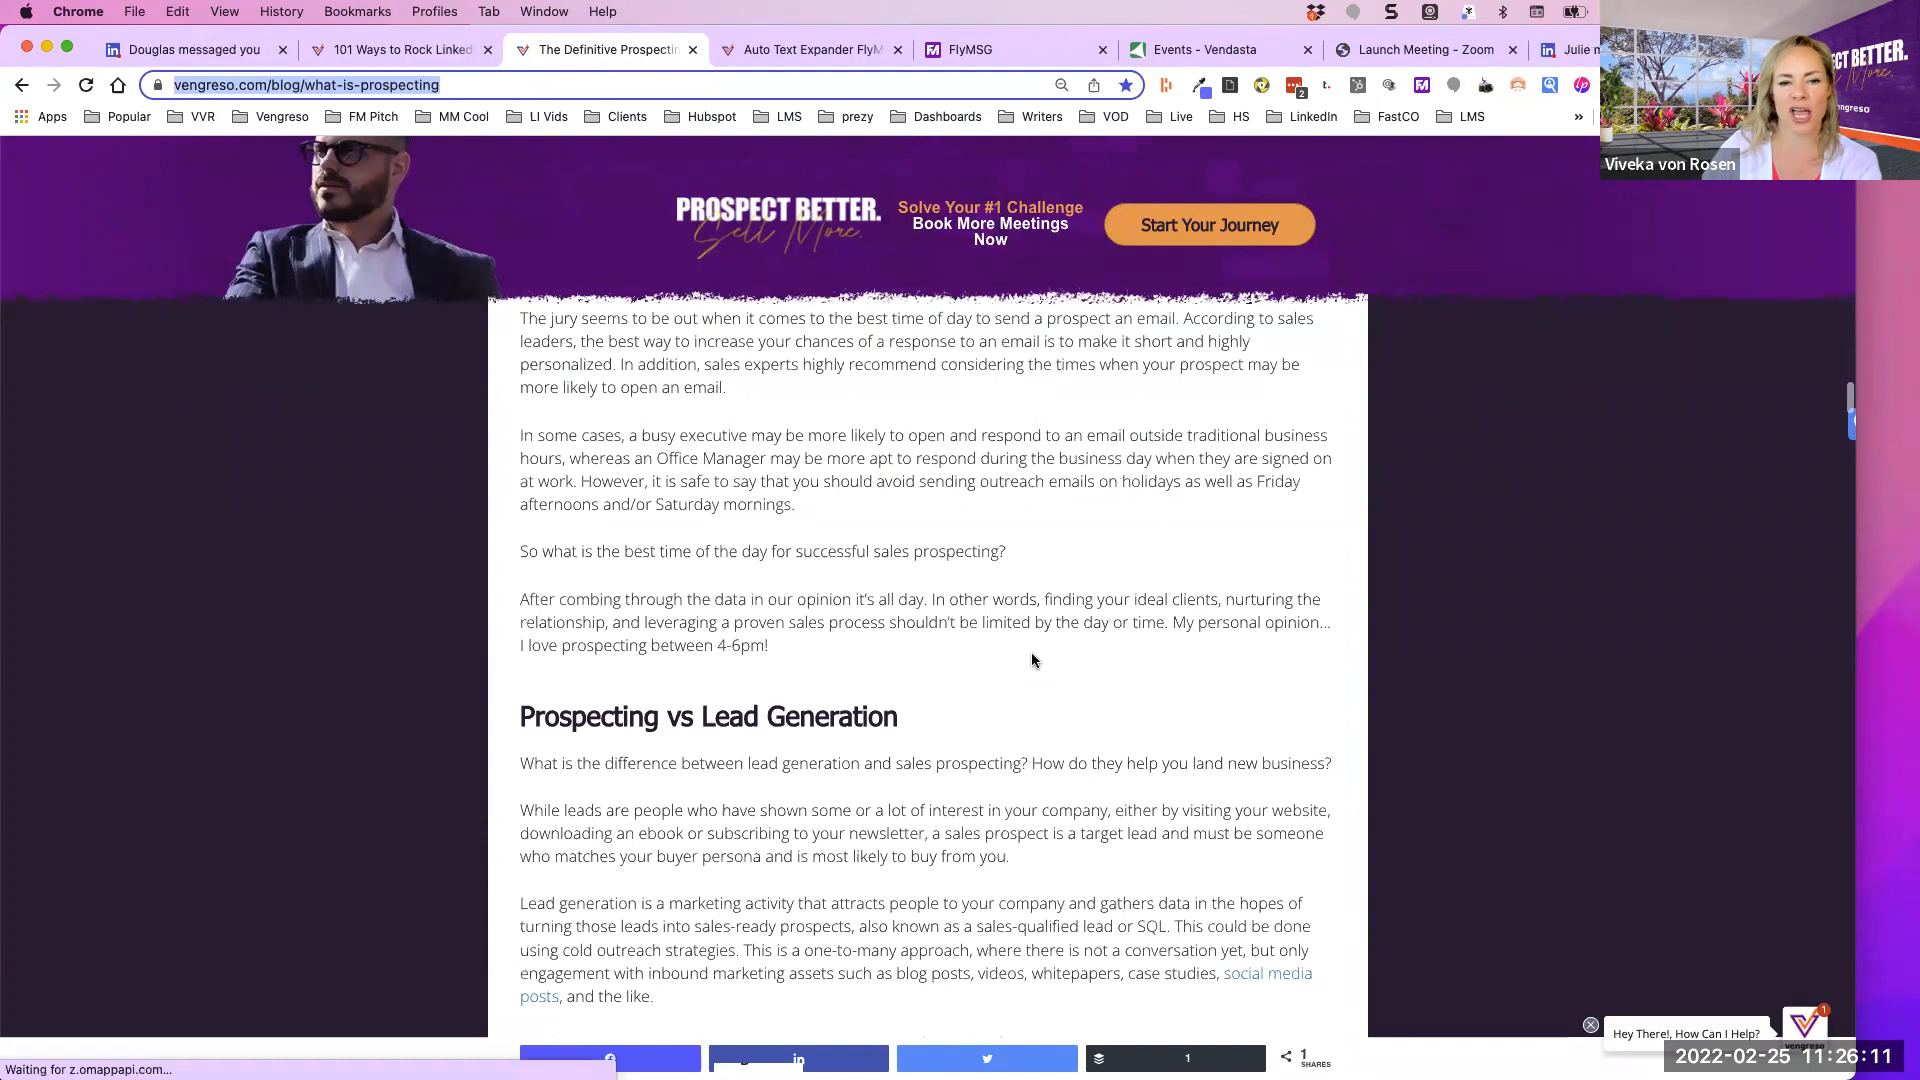 Chrome File Edit View History Bookmarks Profiles Tab Window Help
Douglas messaged you
101 Ways to Rock Linked
The Definitive Prospectin
Auto Text Expander FlyM
FlyMSG
Events - Vendasta
Launch Meeting - Zoom
Julie m
vengreso.com/blog/what-is-prospecting
Apps Popular VVR Vengreso FM Pitch MM Cool LI Vids Clients Hubspot LMS prezy Dashboards Writers VOD Live HS LinkedIn FastCO LMS »
Viveka von Rosen
PROSPECT BETTER.
Sell More.
Solve Your #1 Challenge
Book More Meetings
Now
Start Your Journey
The jury seems to be out when it comes to the best time of day to send a prospect an email. According to sales
leaders, the best way to increase your chances of a response to an email is to make it short and highly
personalized. In addition, sales experts highly recommend considering the times when your prospect may be
more likely to open an email.
In some cases, a busy executive may be more likely to open and respond to an email outside traditional business
hours, whereas an Office Manager may be more apt to respond during the business day when they are signed on
at work. However, it is safe to say that you should avoid sending outreach emails on holidays as well as Friday
afternoons and/or Saturday mornings.
So what is the best time of the day for successful sales prospecting?
After combing through the data in our opinion it's all day. In other words, finding your ideal clients, nurturing the
relationship, and leveraging a proven sales process shouldn't be limited by the day or time. My personal opinion...
I love prospecting between 4-6pm!
Prospecting vs Lead Generation
What is the difference between lead generation and sales prospecting? How do they help you land new business?
While leads are people who have shown some or a lot of interest in your company, either by visiting your website,
downloading an ebook or subscribing to your newsletter, a sales prospect is a target lead and must be someone
who matches your buyer persona and is most likely to buy from you.
Lead generation is a marketing activity that attracts people to your company and gathers data in the hopes of
turning those leads into sales-ready prospects, also known as a sales-qualified lead or SQL. This could be done
using cold outreach strategies. This is a one-to-many approach, where there is not a conversation yet, but only
engagement with inbound marketing assets such as blog posts, videos, whitepapers, case studies, social media
posts, and the like.
Hey There!, How Can I Help?
1
1
1
SHARES
Waiting for z.omappapi.com...
2022-02-25 11:26:11